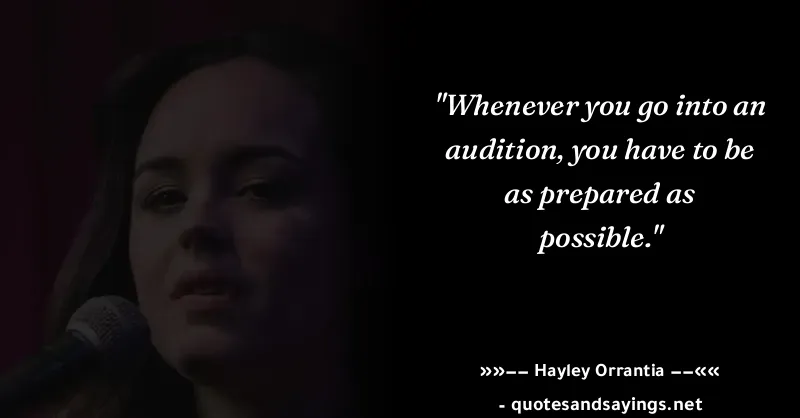 "Whenever you go into an
audition, you have to be
as prepared as
possible."
»»–– Hayley Orrantia ––««
- quotesandsayings.net